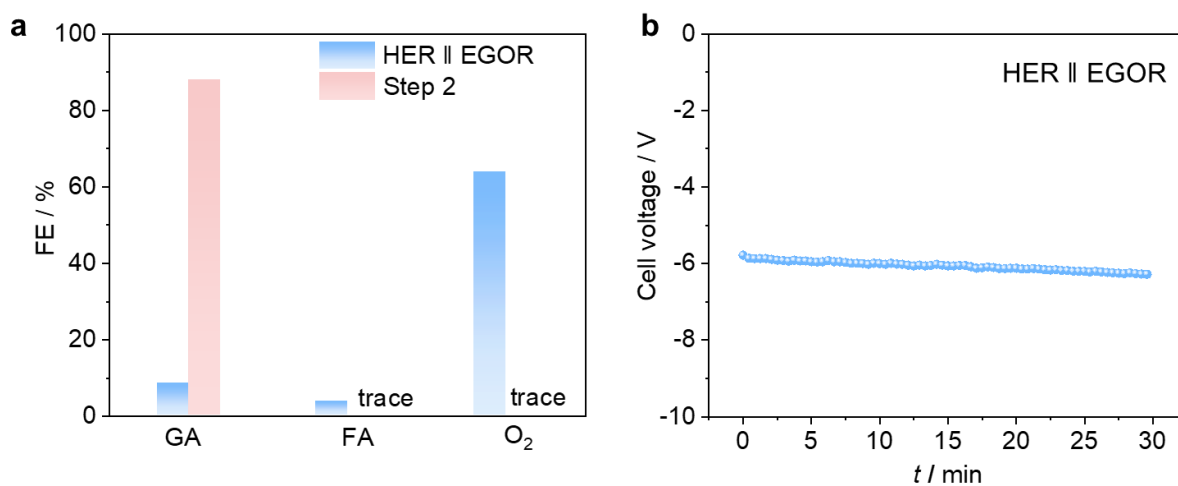 a
100
80
60
40
20
0
FE / %
HER ∥ EGOR
Step 2
trace
trace
GA
FA
O₂
b
0
-2
-4
-6
-8
-10
Cell voltage / V
HER ∥ EGOR
0
5
10
15
20
25
30
t / min